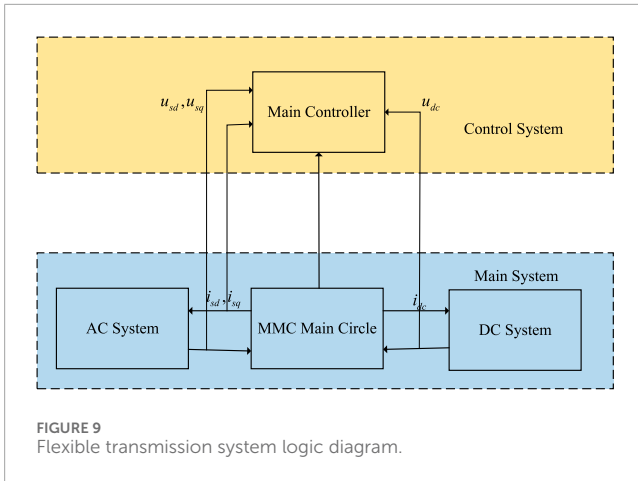 u_sd,u_sq
Main Controller
u_dc
Control System
Main System
i_sd,i_sq
i_dc
AC System
MMC Main Circle
DC System
FIGURE 9
Flexible transmission system logic diagram.